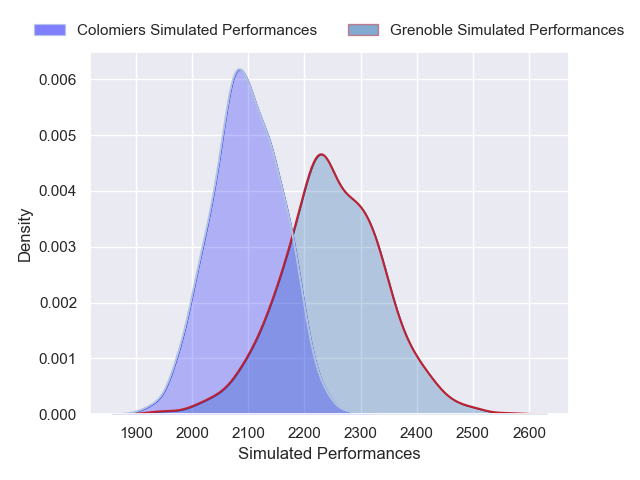 Colomiers Simulated Performances
Grenoble Simulated Performances
0.006
0.005
0.004
0.003
0.002
0.001
0.000
Density
1900 2000 2100 2200 2300 2400 2500 2600
Simulated Performances